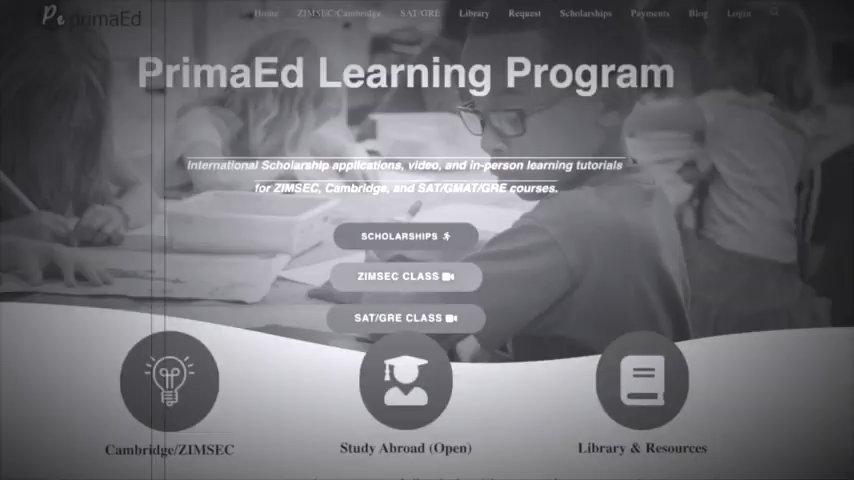 Pe primaEd
Home ZIMSEC/Cambridge SAT/GRE Library Request Scholarships Payments Blog Login
PrimaEd Learning Program
International Scholarship applications, video, and in-person learning tutorials
for ZIMSEC, Cambridge, and SAT/GMAT/GRE courses.
SCHOLARSHIPS
ZIMSEC CLASS
SAT/GRE CLASS
Cambridge/ZIMSEC Study Abroad (Open) Library & Resources